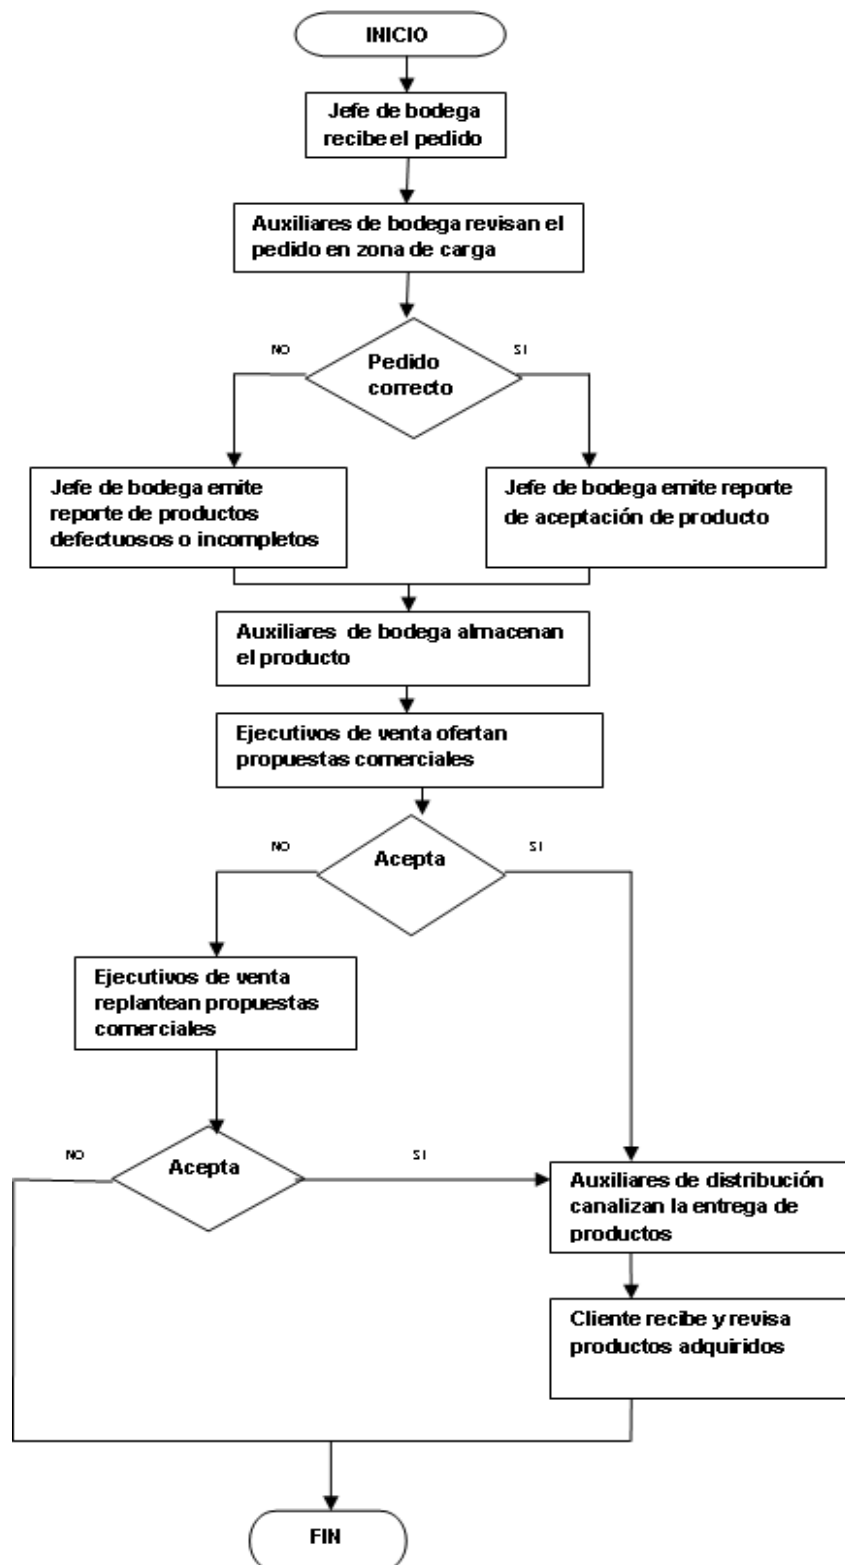 INICIO
Jefe de bodega
recibe el pedido
Auxiliares de bodega revisan el
pedido en zona de carga
NO
SI
Pedido
correcto
Jefe de bodega emite
reporte de productos
defectuosos o incompletos
Jefe de bodega emite reporte
de aceptación de producto
Auxiliares de bodega almacenan
el producto
Ejecutivos de venta ofertan
propuestas comerciales
NO
Acepta
SI
Ejecutivos de venta
replantean propuestas
comerciales
NO
Acepta
SI
Auxiliares de distribución
canalizan la entrega de
productos
Cliente recibe y revisa
productos adquiridos
FIN